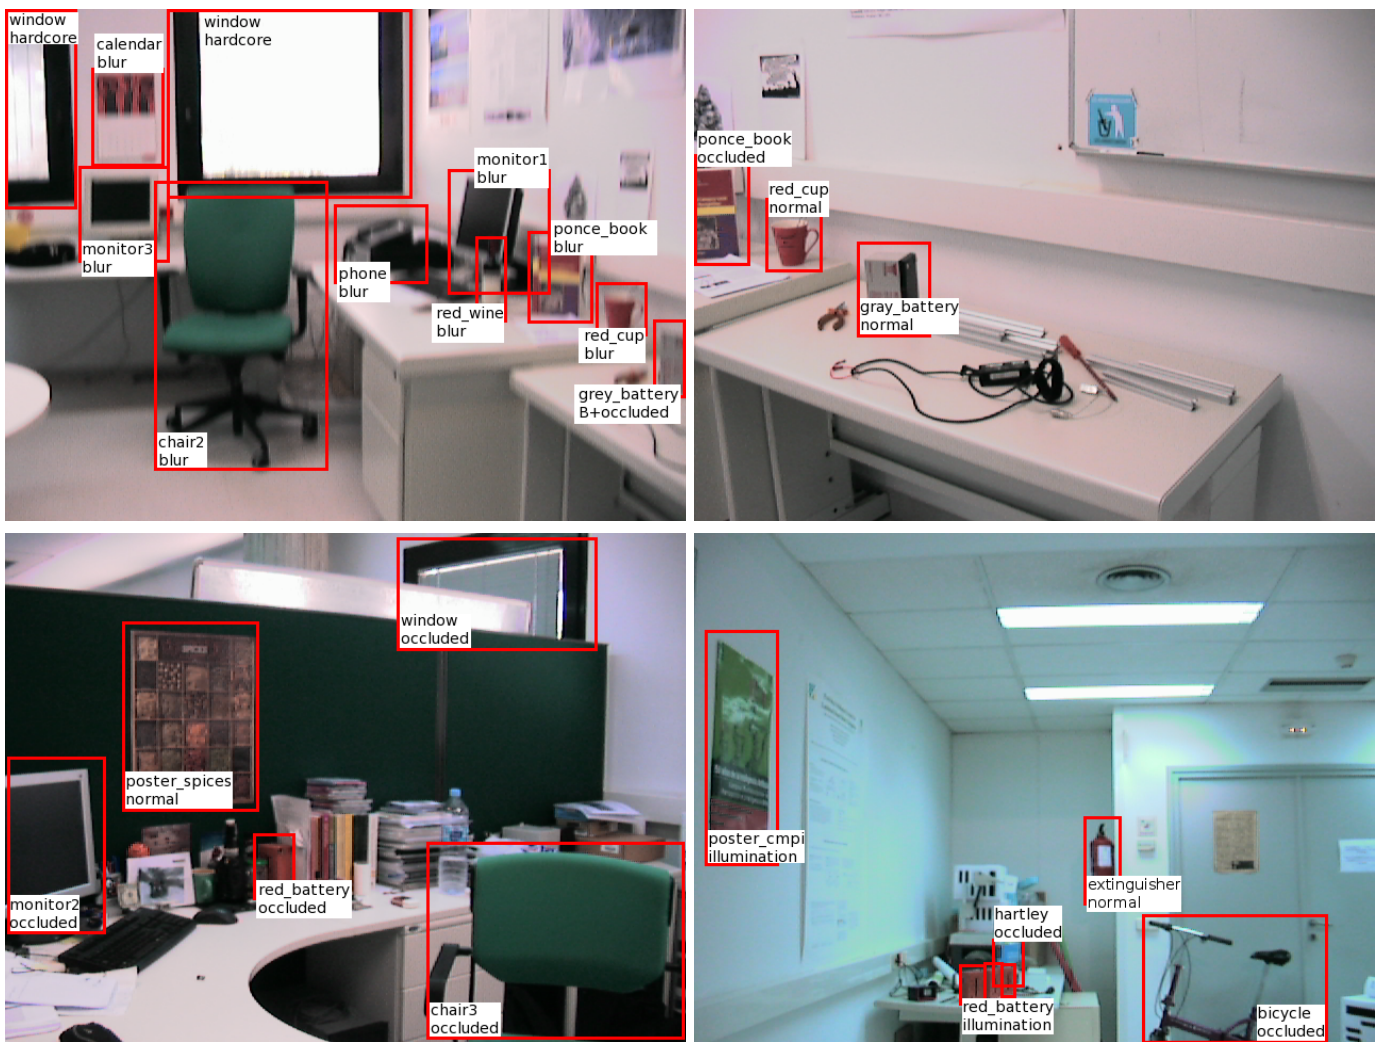 window
hardcore
calendar
blur
window
hardcore
monitor1
blur
monitor3
blur
phone
blur
ponce_book
blur
red_wine
blur
red_cup
blur
grey_battery
B+occluded
chair2
blur
ponce_book
occluded
red_cup
normal
gray_battery
normal
window
occluded
SPICES
poster_spices
normal
monitor2
occluded
red_battery
occluded
chair3
occluded
poster_cmpi
illumination
extinguisher
normal
hartley
occluded
red_battery
illumination
bicycle
occluded